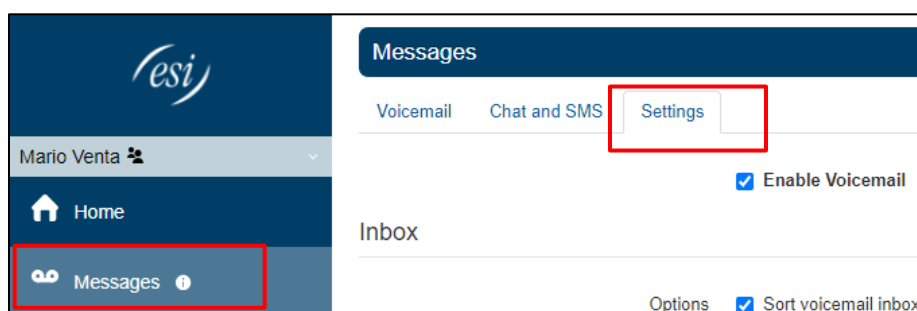 esi
Mario Venta
Home
Messages
Messages
Voicemail Chat and SMS Settings
Enable Voicemail
Inbox
Options Sort voicemail inbox